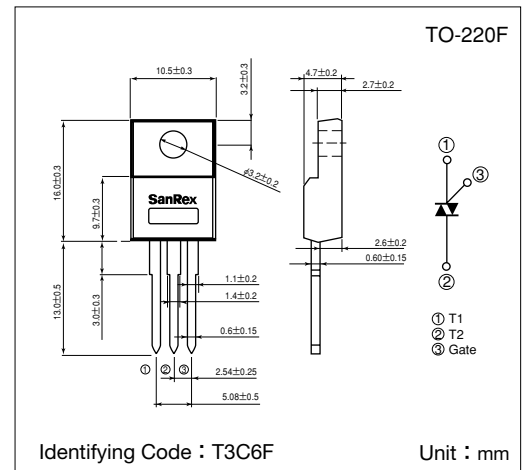 TO-220F
10.5±0.3
3.2±0.3
4.7±0.2
2.7±0.2
16.0±0.3
9.7±0.3
φ3.2±0.2
SanRex
13.0±0.5
3.0±0.3
1.1±0.2
1.4±0.2
0.6±0.15
2.54±0.25
5.08±0.5
① ② ③
2.6±0.2
0.60±0.15
①
③
②
① T1
② T2
③ Gate
Identifying Code：T3C6F
Unit：mm